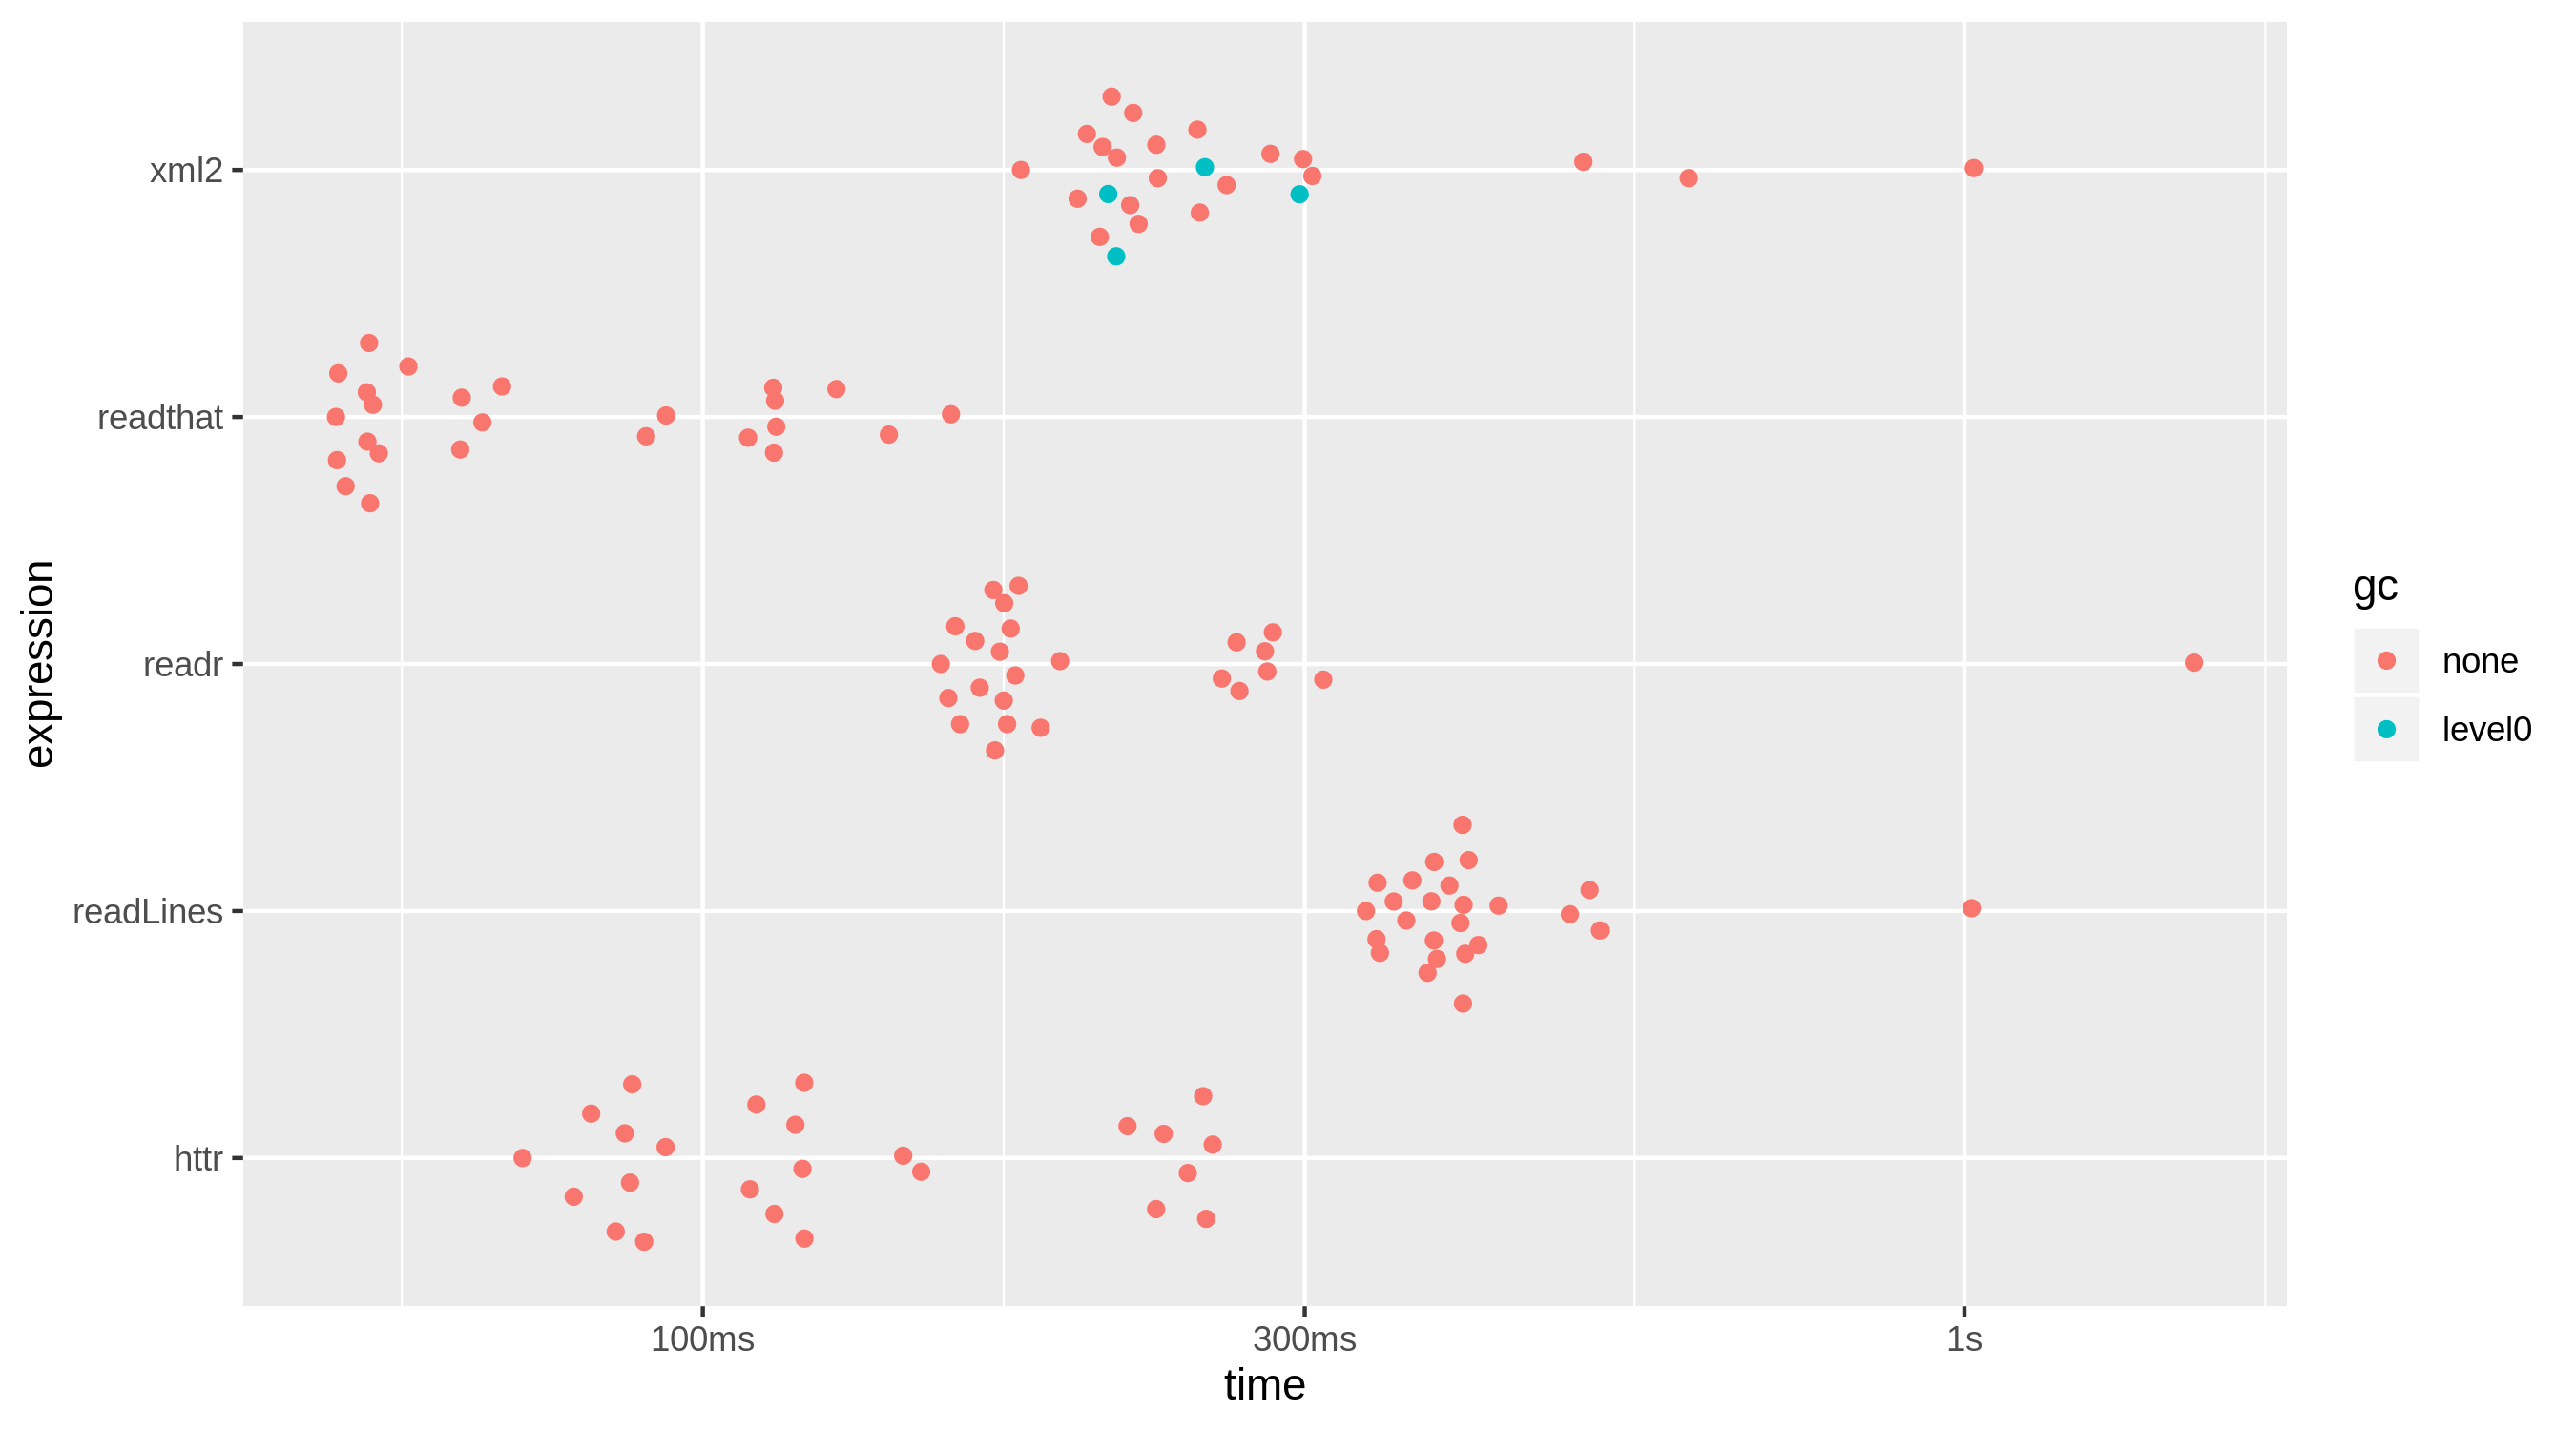 xml2
readthat
readr
readLines
httr
expression
100ms
300ms
1s
time
gc
none
level0